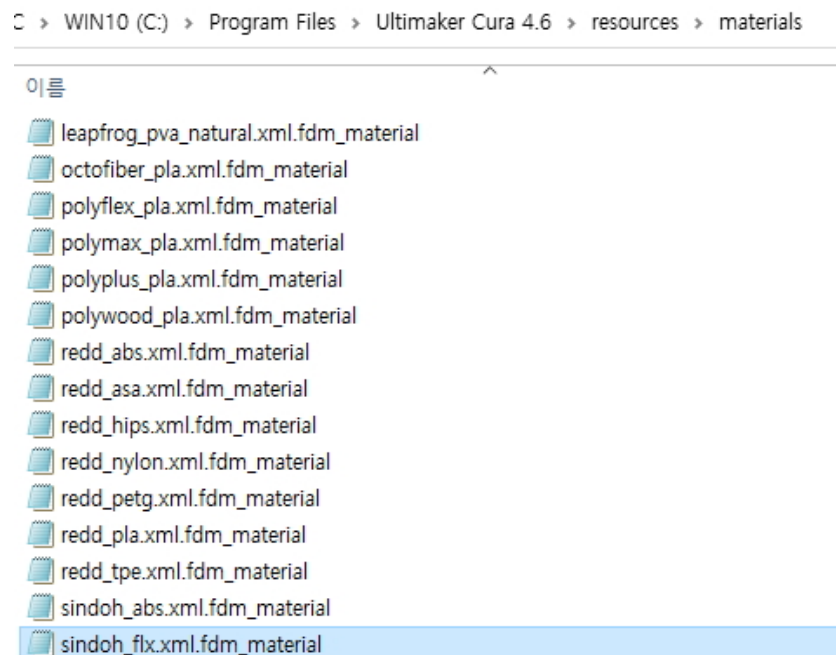 C > WIN10 (C:) > Program Files > Ultimaker Cura 4.6 > resources > materials
이름
leapfrog_pva_natural.xml.fdm_material
octofiber_pla.xml.fdm_material
polyflex_pla.xml.fdm_material
polymax_pla.xml.fdm_material
polyplus_pla.xml.fdm_material
polywood_pla.xml.fdm_material
redd_abs.xml.fdm_material
redd_asa.xml.fdm_material
redd_hips.xml.fdm_material
redd_nylon.xml.fdm_material
redd_petg.xml.fdm_material
redd_pla.xml.fdm_material
redd_tpe.xml.fdm_material
sindoh_abs.xml.fdm_material
sindoh_flx.xml.fdm_material